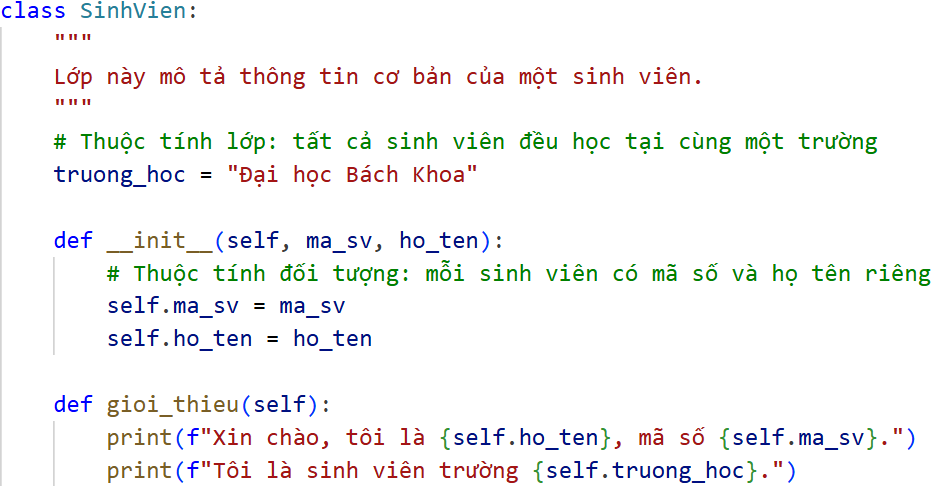 class SinhVien:
    """
    Lớp này mô tả thông tin cơ bản của một sinh viên.
    """
    # Thuộc tính lớp: tất cả sinh viên đều học tại cùng một trường
    truong_hoc = "Đại học Bách Khoa"

    def __init__(self, ma_sv, ho_ten):
        # Thuộc tính đối tượng: mỗi sinh viên có mã số và họ tên riêng
        self.ma_sv = ma_sv
        self.ho_ten = ho_ten

    def gioi_thieu(self):
        print(f"Xin chào, tôi là {self.ho_ten}, mã số {self.ma_sv}.")
        print(f"Tôi là sinh viên trường {self.truong_hoc}.")